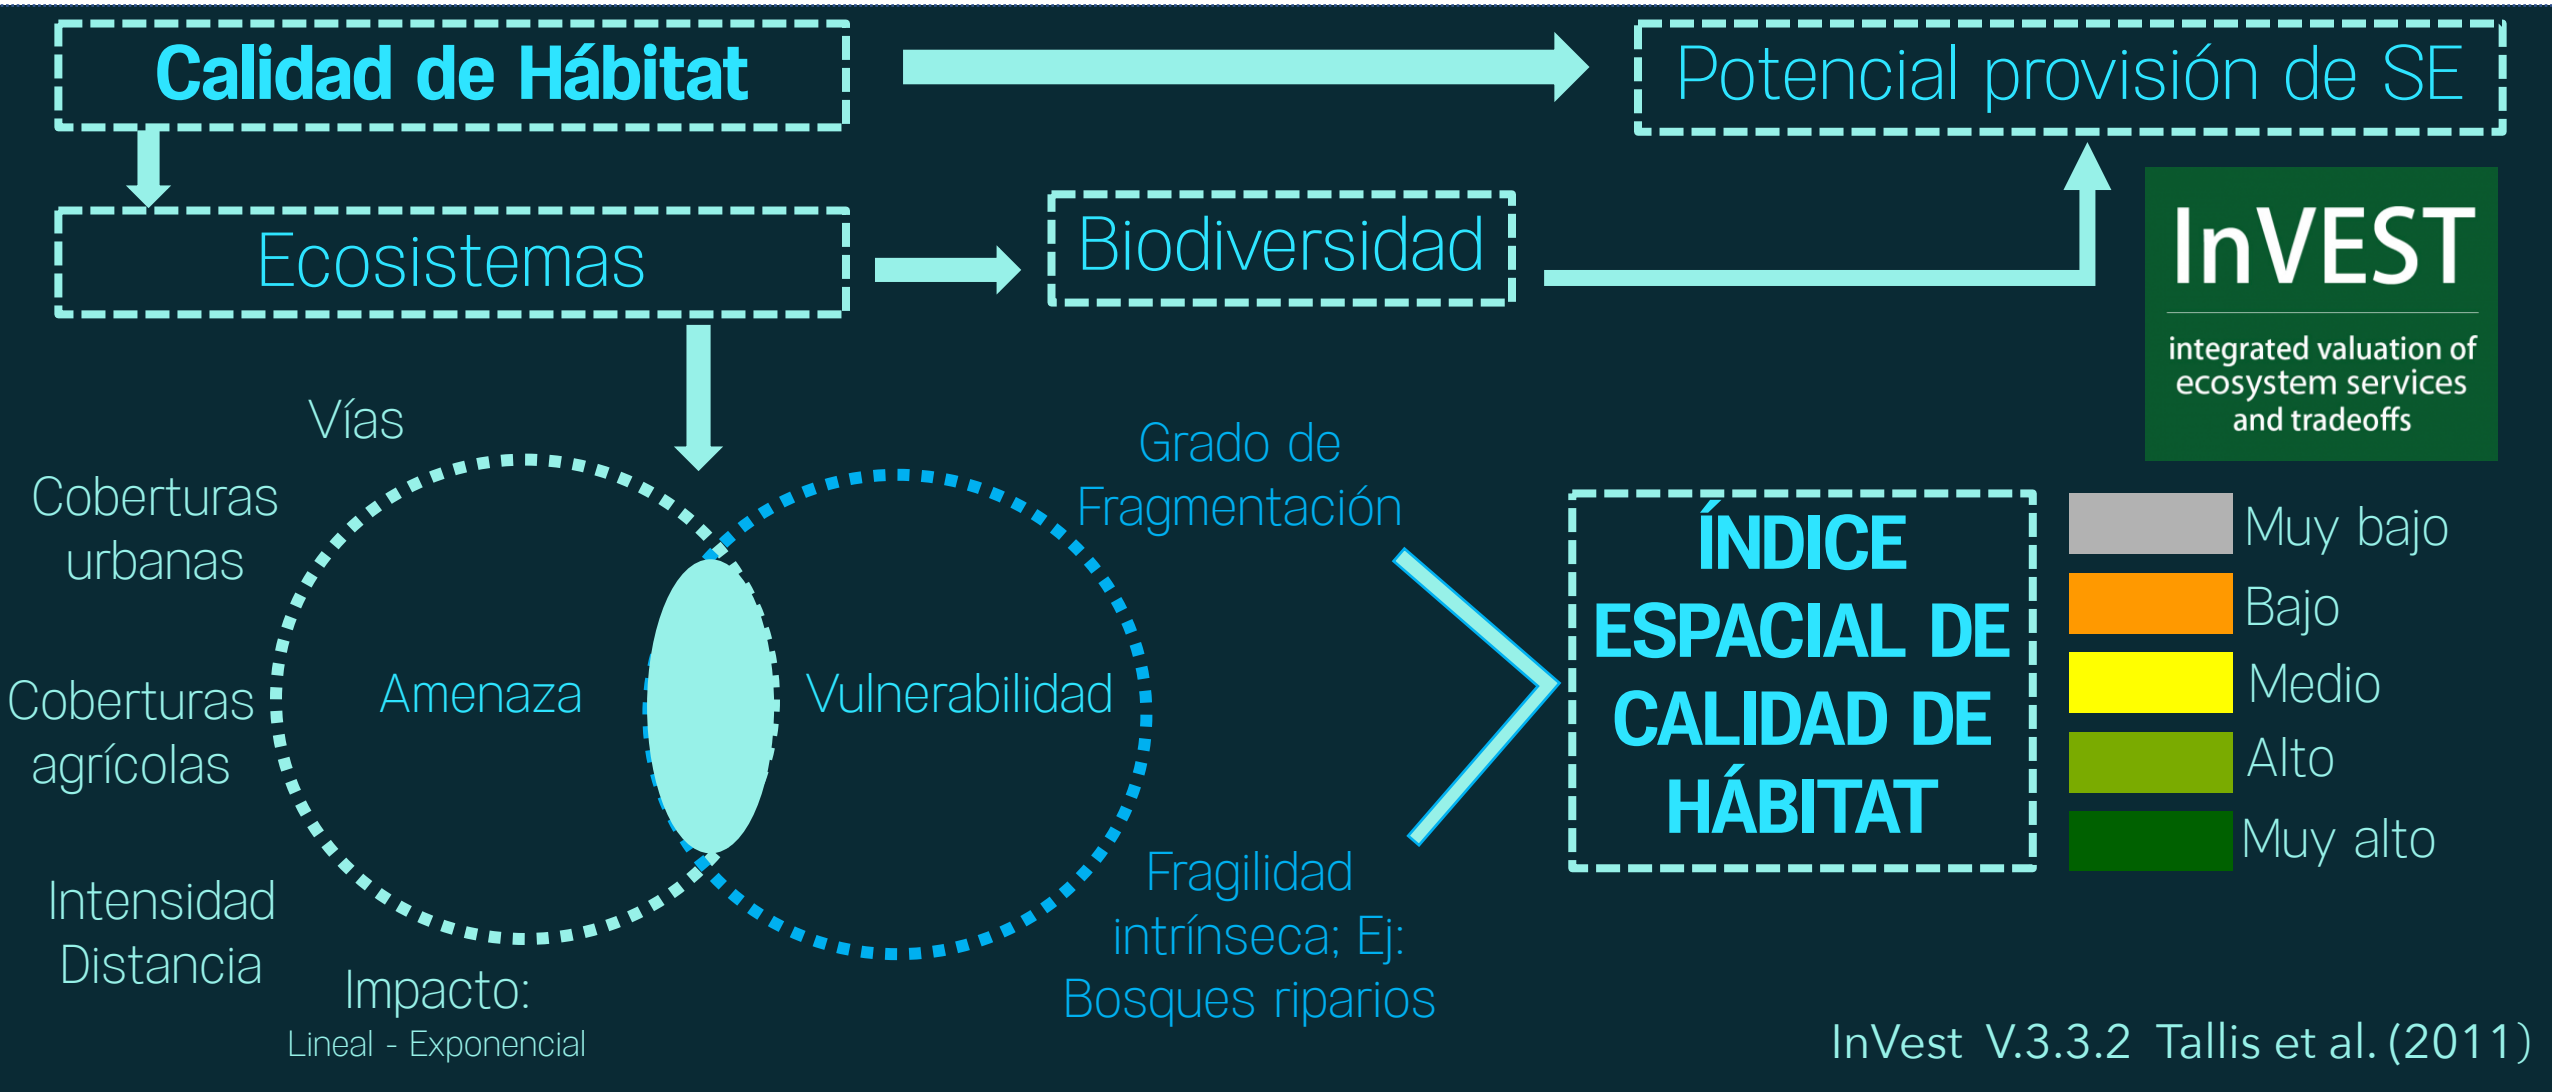 Calidad de Hábitat
Potencial provisión de SE
Ecosistemas
Biodiversidad
InVEST
integrated valuation of
ecosystem services
and tradeoffs
Vías
Coberturas
urbanas
Coberturas
agrícolas
Intensidad
Distancia
Impacto:
Lineal - Exponencial
Amenaza
Vulnerabilidad
Grado de
Fragmentación
Fragilidad
intrínseca; Ej:
Bosques riparios
ÍNDICE
ESPACIAL DE
CALIDAD DE
HÁBITAT
Muy bajo
Bajo
Medio
Alto
Muy alto
InVest V.3.3.2 Tallis et al. (2011)